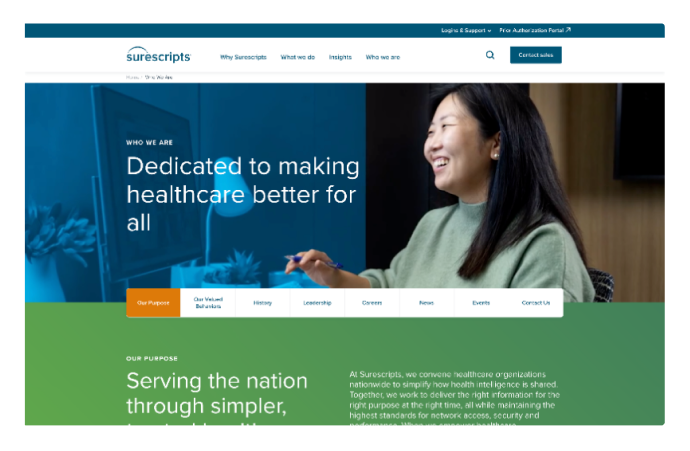 Logins & Support
Prior Authorization Portal
surescripts
Why Surescripts
What we do
Insights
Who we are
Contact sales
Home / Who We Are
WHO WE ARE
Dedicated to making
healthcare better for
all
Our Purpose
Our Valued
Behaviors
History
Leadership
Careers
News
Events
Contact Us
OUR PURPOSE
Serving the nation
through simpler,
At Surescripts, we convene healthcare organizations
nationwide to simplify how health intelligence is shared.
Together, we work to deliver the right information for the
right purpose at the right time, all while maintaining the
highest standards for network access, security and